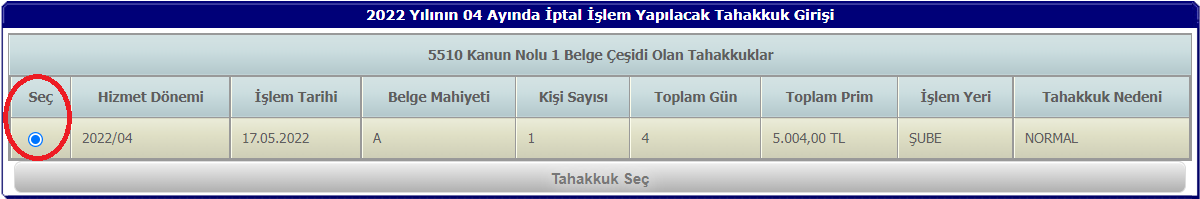 2022 Yılının 04 Ayında İptal İşlem Yapılacak Tahakkuk Girişi
5510 Kanun Nolu 1 Belge Çeşidi Olan Tahakkuklar
Seç Hizmet Dönemi İşlem Tarihi Belge Mahiyeti Kişi Sayısı Toplam Gün Toplam Prim İşlem Yeri Tahakkuk Nedeni
2022/04 17.05.2022 A 1 4 5.004,00 TL ŞUBE NORMAL
Tahakkuk Seç